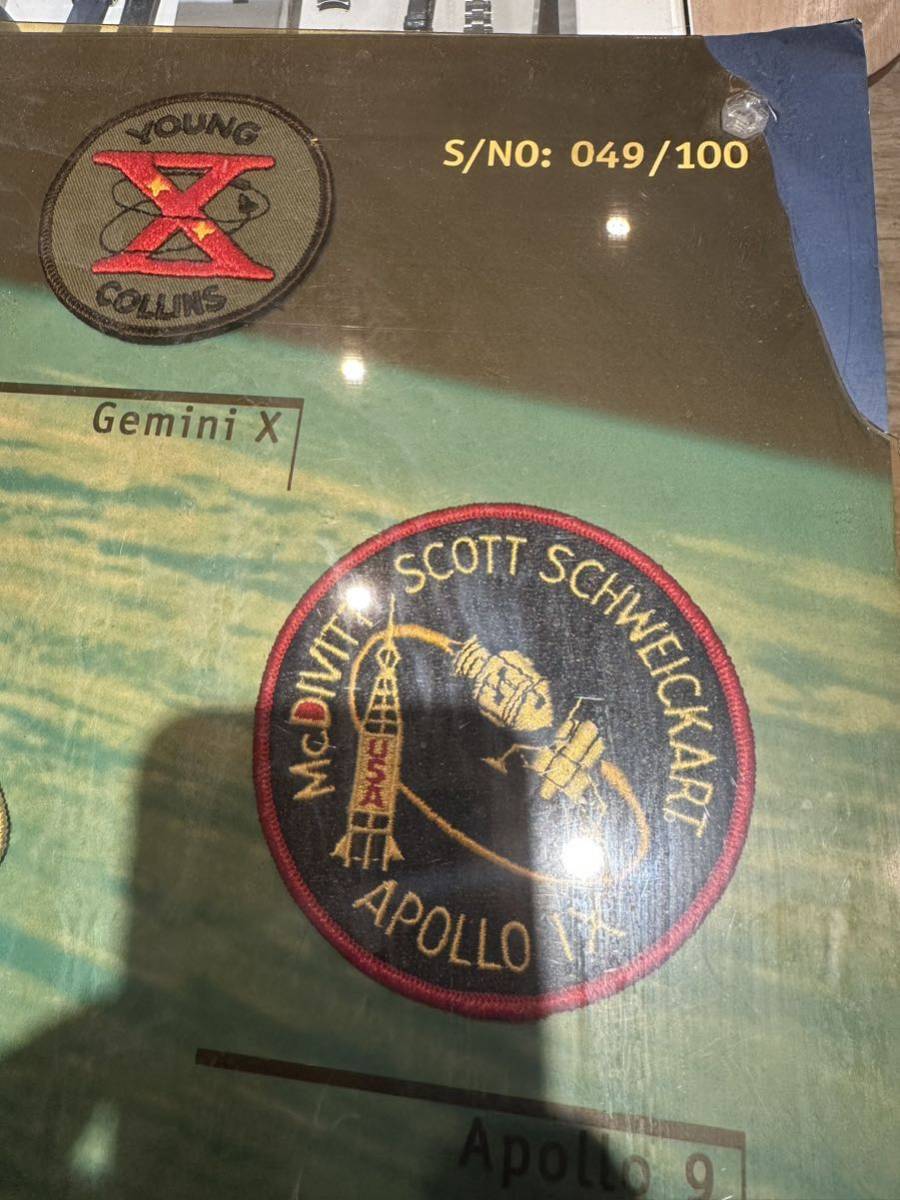 YOUNG
COLLINS
S/NO: 049/100
Gemini X
McDIVITT SCOTT SCHWEICKART
USA
APOLLO IX
Apollo 9